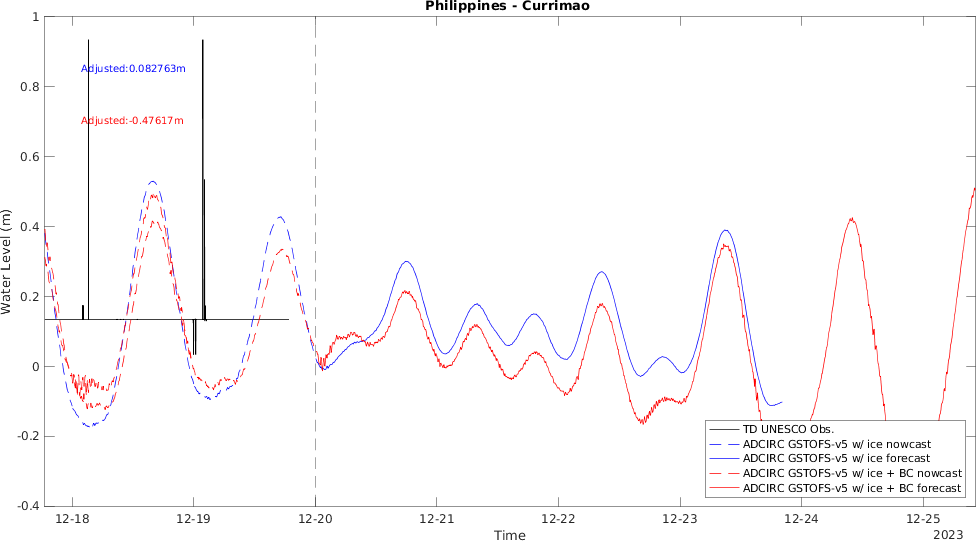 Philippines - Currimao
1
0.8
0.6
0.4
0.2
0
-0.2
-0.4
Water Level (m)
Adjusted:0.082763m
Adjusted:-0.47617m
TD UNESCO Obs.
ADCIRC GSTOFS-v5 w/ ice nowcast
ADCIRC GSTOFS-v5 w/ ice forecast
ADCIRC GSTOFS-v5 w/ ice + BC nowcast
ADCIRC GSTOFS-v5 w/ ice + BC forecast
12-18 12-19 12-20 12-21 12-22 12-23 12-24 12-25
Time
2023